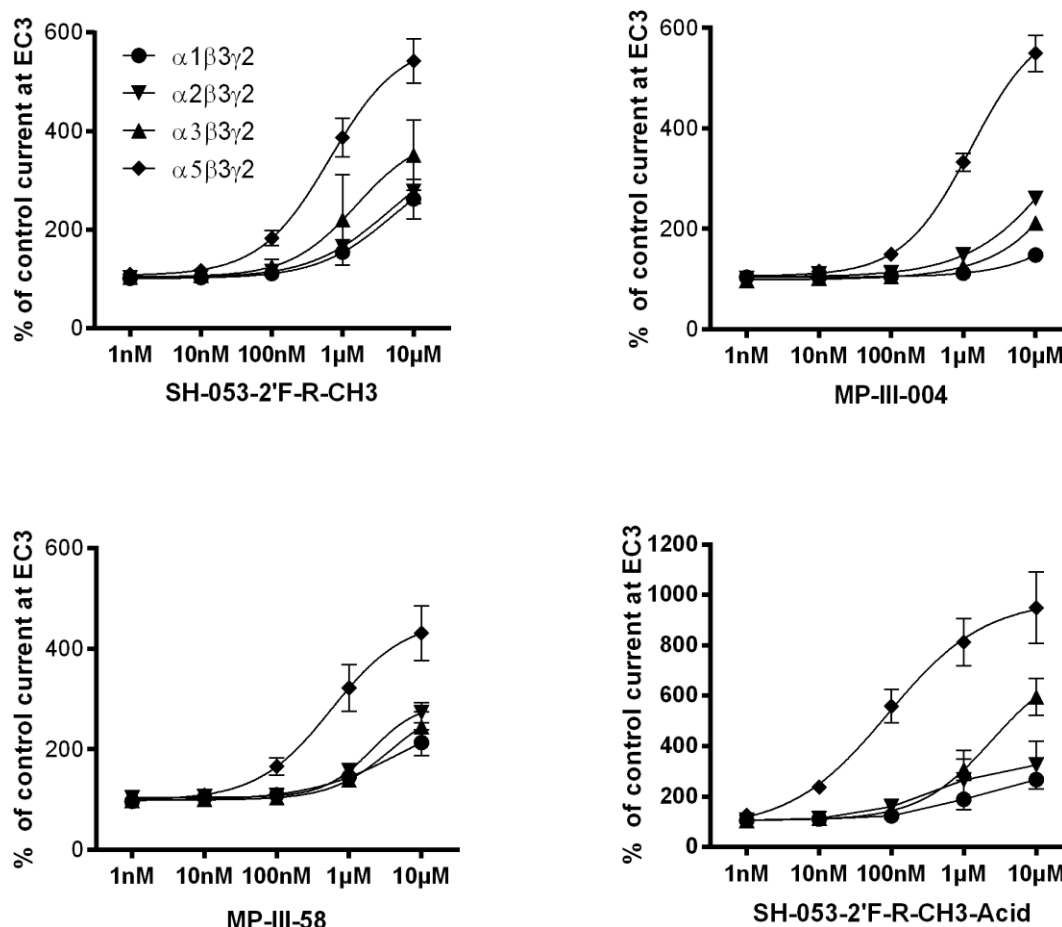 % of control current at EC3
600
400
200
0
α1β3γ2
α2β3γ2
α3β3γ2
α5β3γ2
1nM 10nM 100nM 1μM 10μM
SH-053-2'F-R-CH3
% of control current at EC3
600
400
200
0
1nM 10nM 100nM 1μM 10μM
MP-III-004
% of control current at EC3
600
400
200
0
1nM 10nM 100nM 1μM 10μM
MP-III-58
% of control current at EC3
1200
1000
800
600
400
200
0
1nM 10nM 100nM 1μM 10μM
SH-053-2'F-R-CH3-Acid